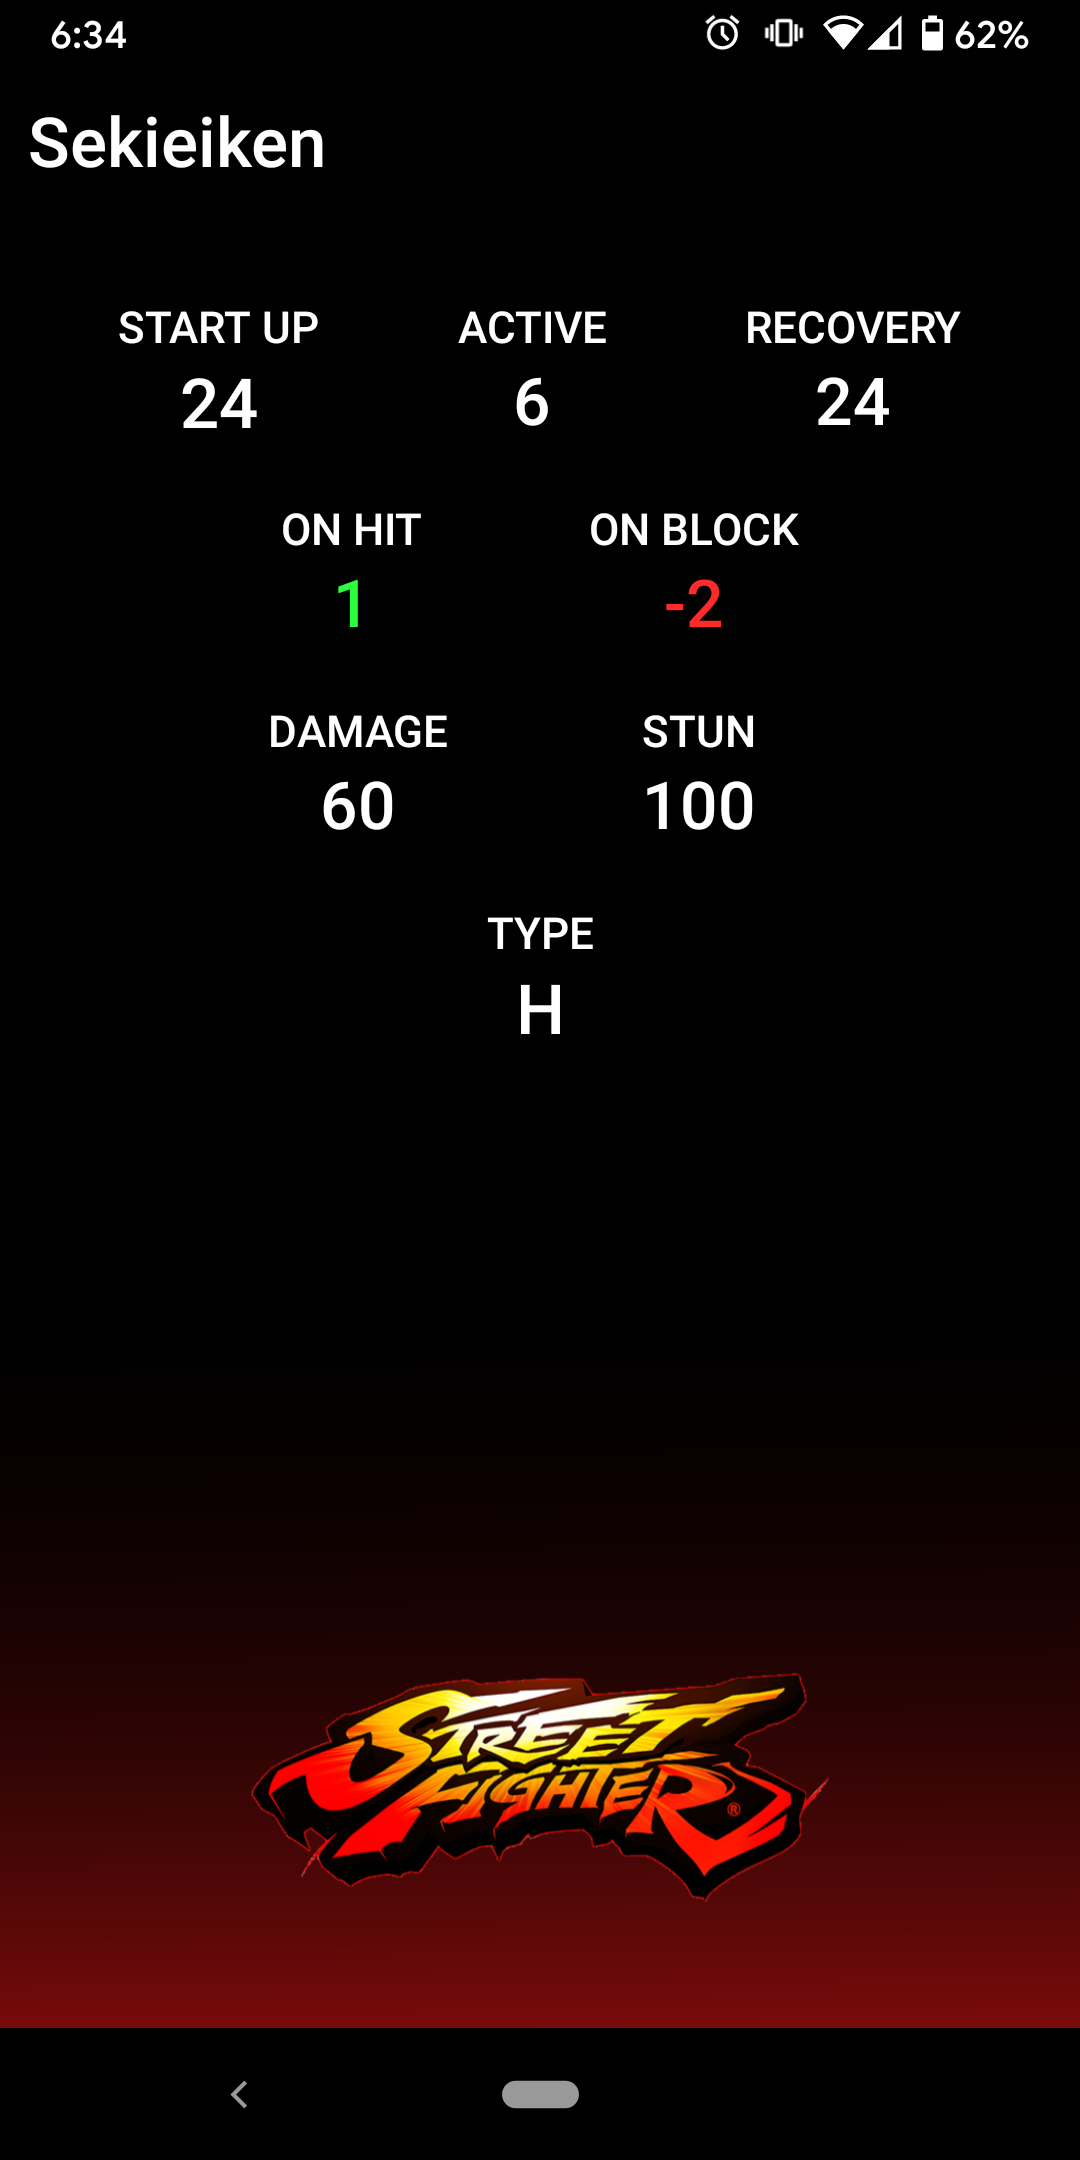 6:34 62%
Sekieiken
START UP ACTIVE RECOVERY
24 6 24
ON HIT ON BLOCK
1 -2
DAMAGE STUN
60 100
TYPE
H
STREET
FIGHTER®